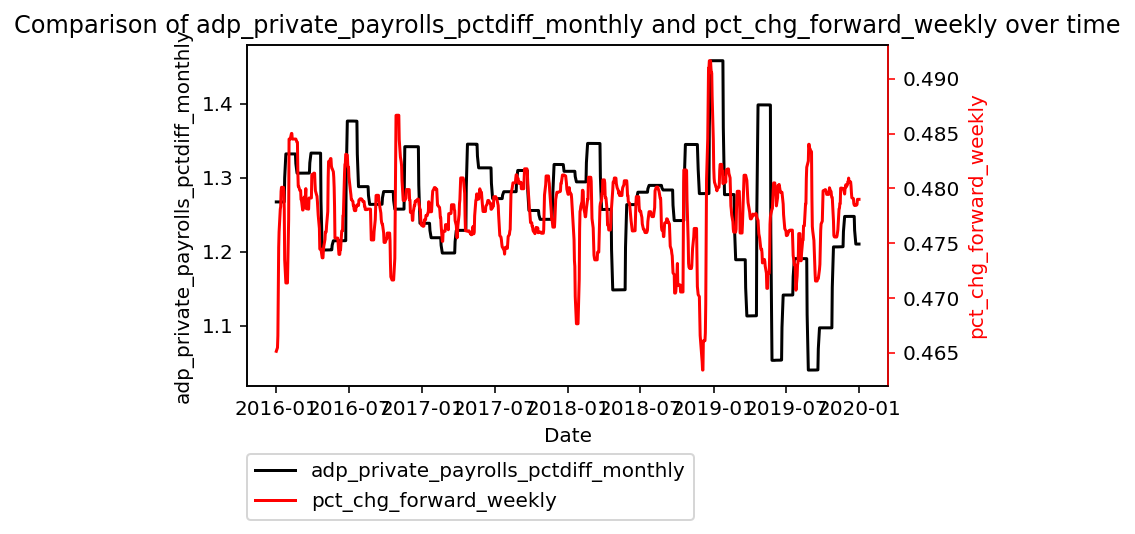 Comparison of adp_private_payrolls_pctdiff_monthly and pct_chg_forward_weekly over time
adp_private_payrolls_pctdiff_monthly
1.4
1.3
1.2
1.1
0.490
0.485
0.480
0.475
0.470
0.465
pct_chg_forward_weekly
2016-01 2016-07 2017-01 2017-07 2018-01 2018-07 2019-01 2019-07 2020-01
Date
adp_private_payrolls_pctdiff_monthly
pct_chg_forward_weekly